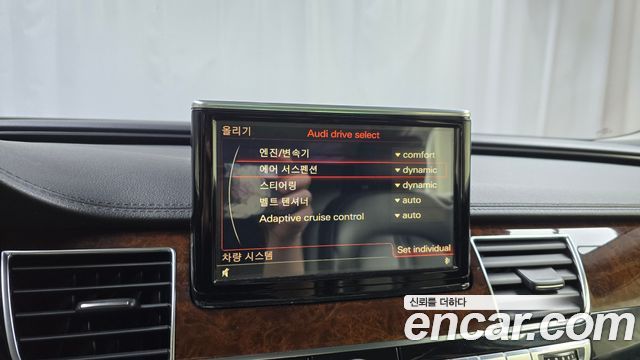 올리기
Audi drive select
엔진/변속기 comfort
에어 서스펜션 dynamic
스티어링 dynamic
벨트 텐셔너 auto
Adaptive cruise control auto
Set individual
차량 시스템
신뢰를 더하다
encar.com